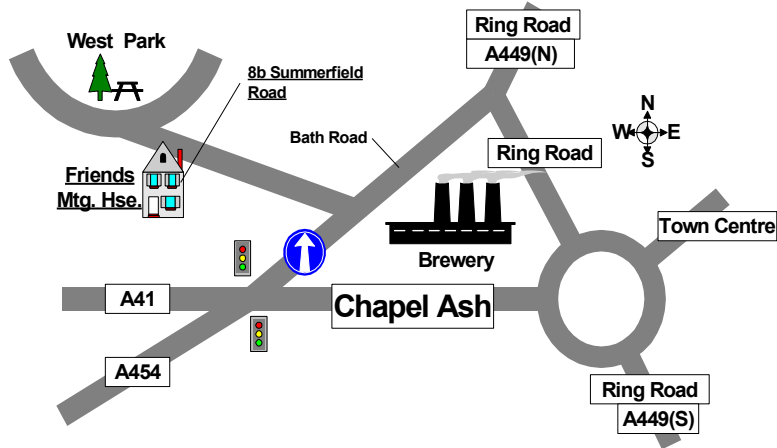 Ring Road
A449(N)
West Park
8b Summerfield
Road
N
W E
S
Bath Road
Ring Road
Friends
Mtg. Hse.
Town Centre
Brewery
A41
Chapel Ash
A454
Ring Road
A449(S)